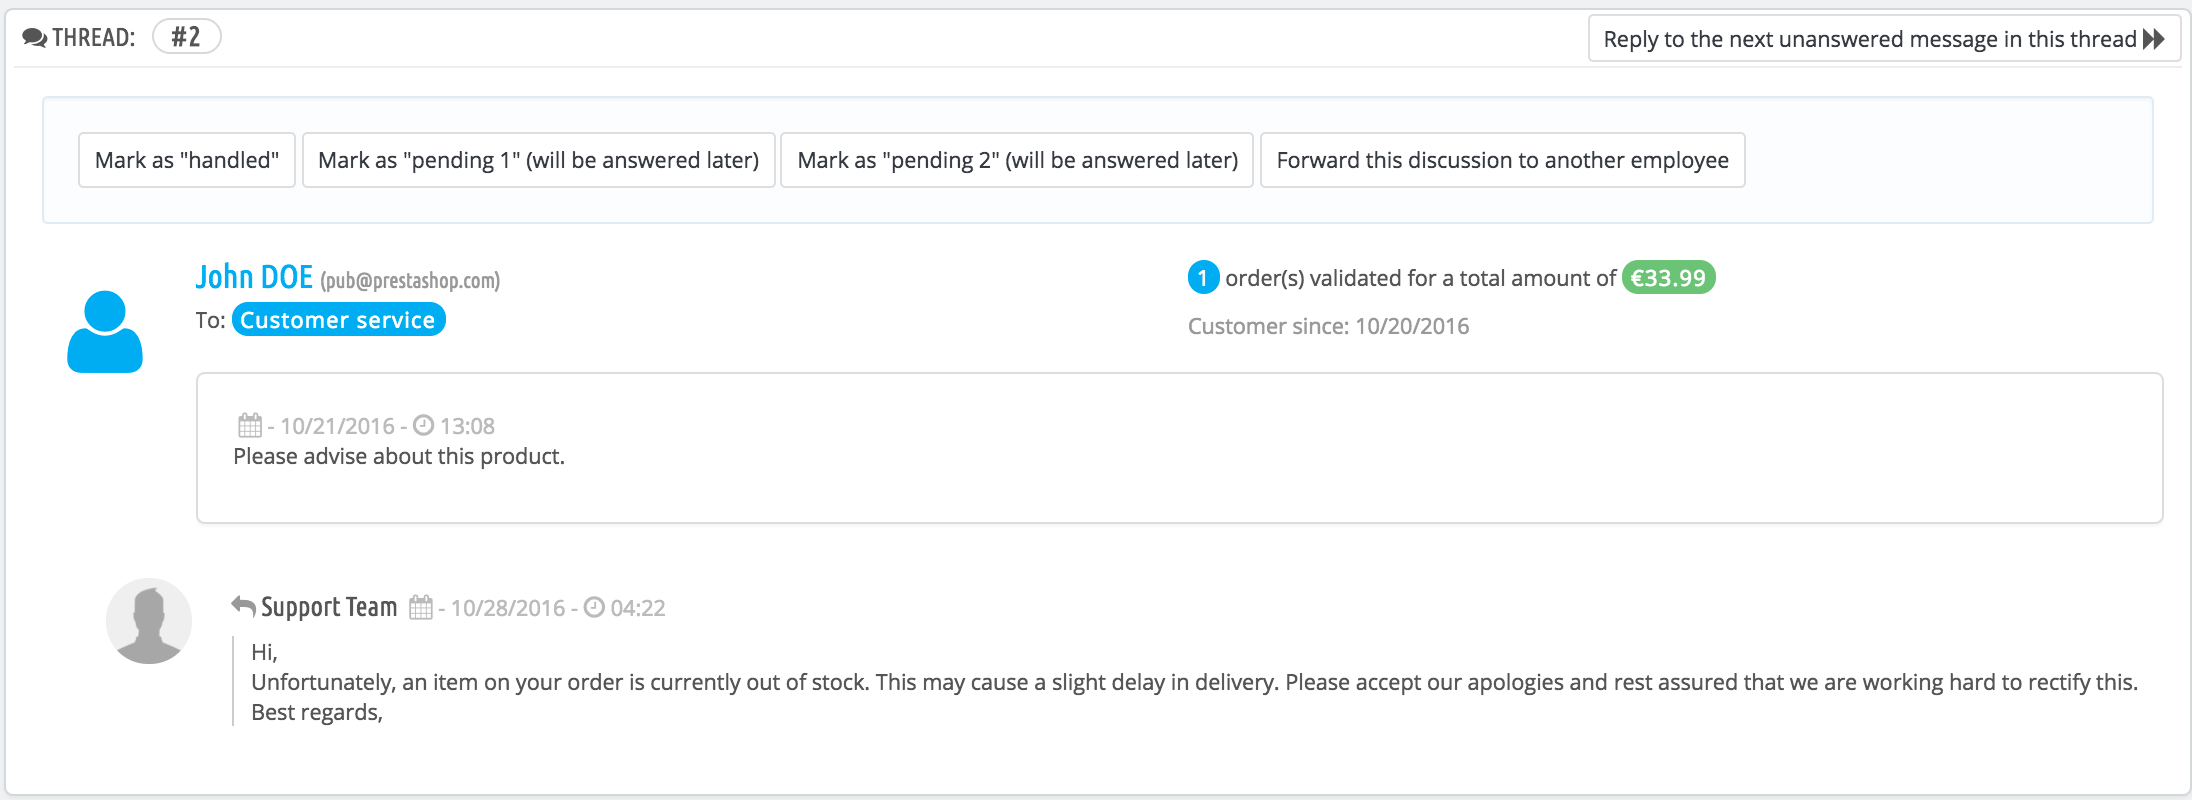 THREAD: #2
Reply to the next unanswered message in this thread
Mark as "handled"
Mark as "pending 1" (will be answered later)
Mark as "pending 2" (will be answered later)
Forward this discussion to another employee
John DOE (pub@prestashop.com)
To: Customer service
1 order(s) validated for a total amount of €33.99
Customer since: 10/20/2016
- 10/21/2016 - 13:08
Please advise about this product.
Support Team - 10/28/2016 - 04:22
Hi,
Unfortunately, an item on your order is currently out of stock. This may cause a slight delay in delivery. Please accept our apologies and rest assured that we are working hard to rectify this.
Best regards,